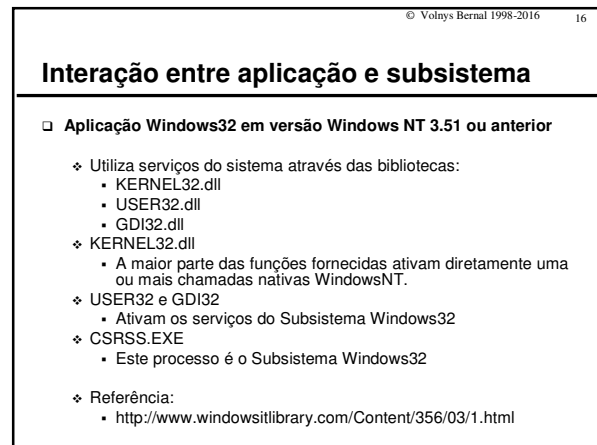 © Volnys Bernal 1998-2016 16
Interação entre aplicação e subsistema
❑ Aplicação Windows32 em versão Windows NT 3.51 ou anterior
❖ Utiliza serviços do sistema através das bibliotecas:
▪ KERNEL32.dll
▪ USER32.dll
▪ GDI32.dll
❖ KERNEL32.dll
▪ A maior parte das funções fornecidas ativam diretamente uma
ou mais chamadas nativas WindowsNT.
❖ USER32 e GDI32
▪ Ativam os serviços do Subsistema Windows32
❖ CSRSS.EXE
▪ Este processo é o Subsistema Windows32
❖ Referência:
▪ http://www.windowsitlibrary.com/Content/356/03/1.html